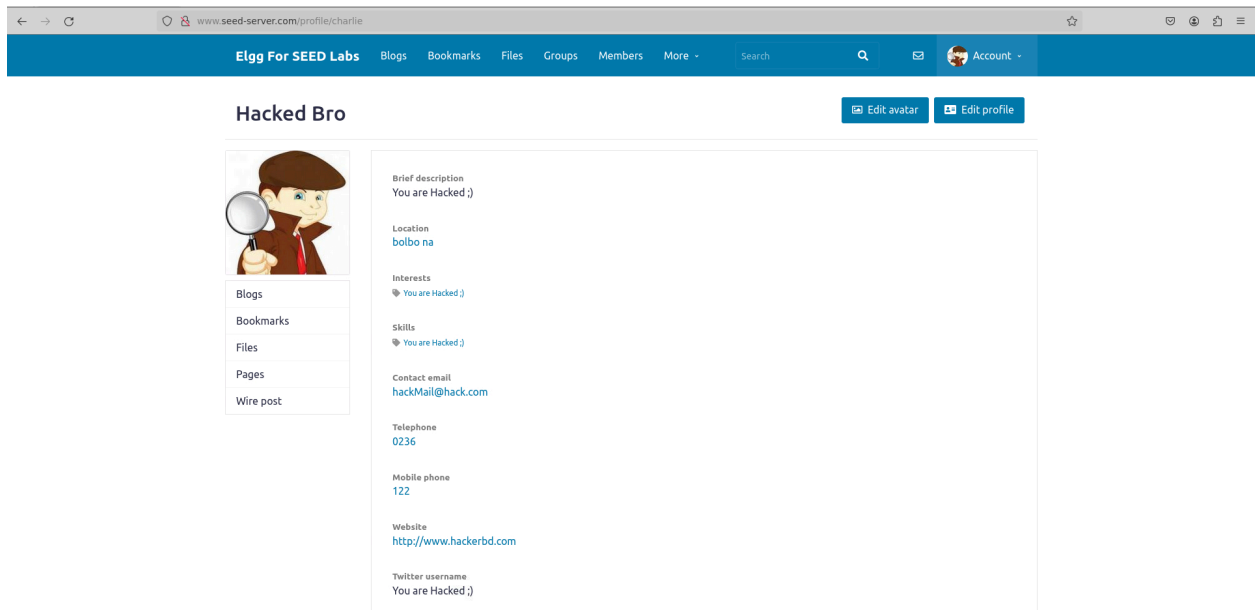 www.seed-server.com/profile/charlie
Elgg For SEED Labs Blogs Bookmarks Files Groups Members More Search Account
Hacked Bro
Edit avatar Edit profile
Brief description
You are Hacked ;)
Location
bolbo na
Interests
You are Hacked ;)
Skills
You are Hacked ;)
Contact email
hackMail@hack.com
Telephone
0236
Mobile phone
122
Website
http://www.hackerbd.com
Twitter username
You are Hacked ;)
Blogs
Bookmarks
Files
Pages
Wire post